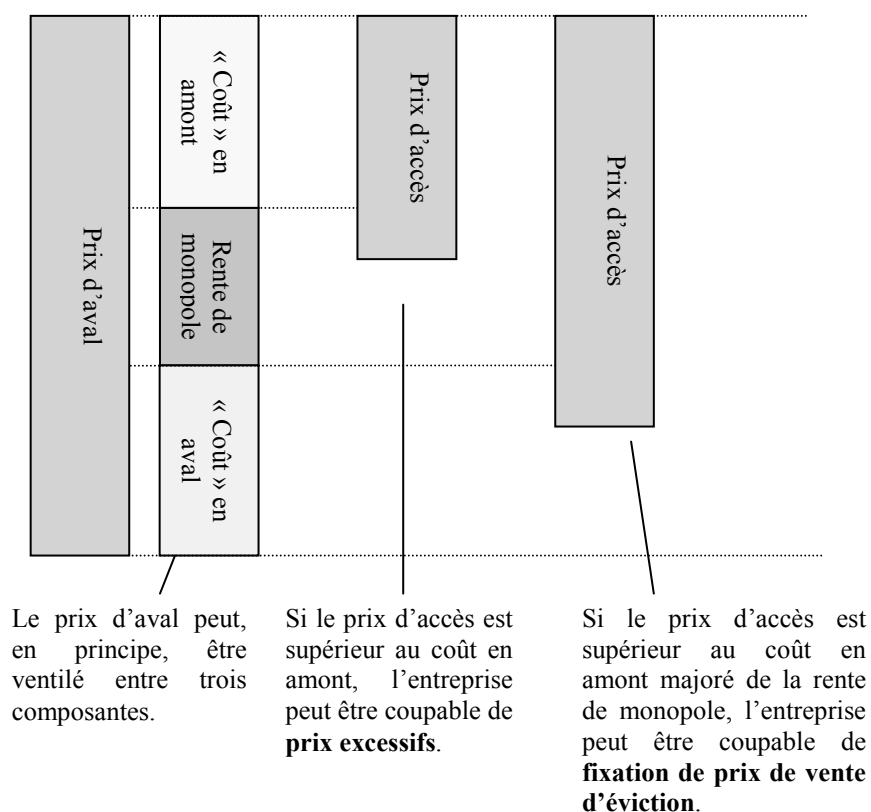 Prix d’aval
« Coût » en
amont
Rente de
monopole
« Coût » en
aval
Prix d’accès
Prix d’accès
Le prix d’aval peut,
en principe, être
ventilé entre trois
composantes.
Si le prix d’accès est
supérieur au coût en
amont, l’entreprise
peut être coupable de
prix excessifs.
Si le prix d’accès est
supérieur au coût en
amont majoré de la rente
de monopole, l’entreprise
peut être coupable de
fixation de prix de vente
d’éviction.